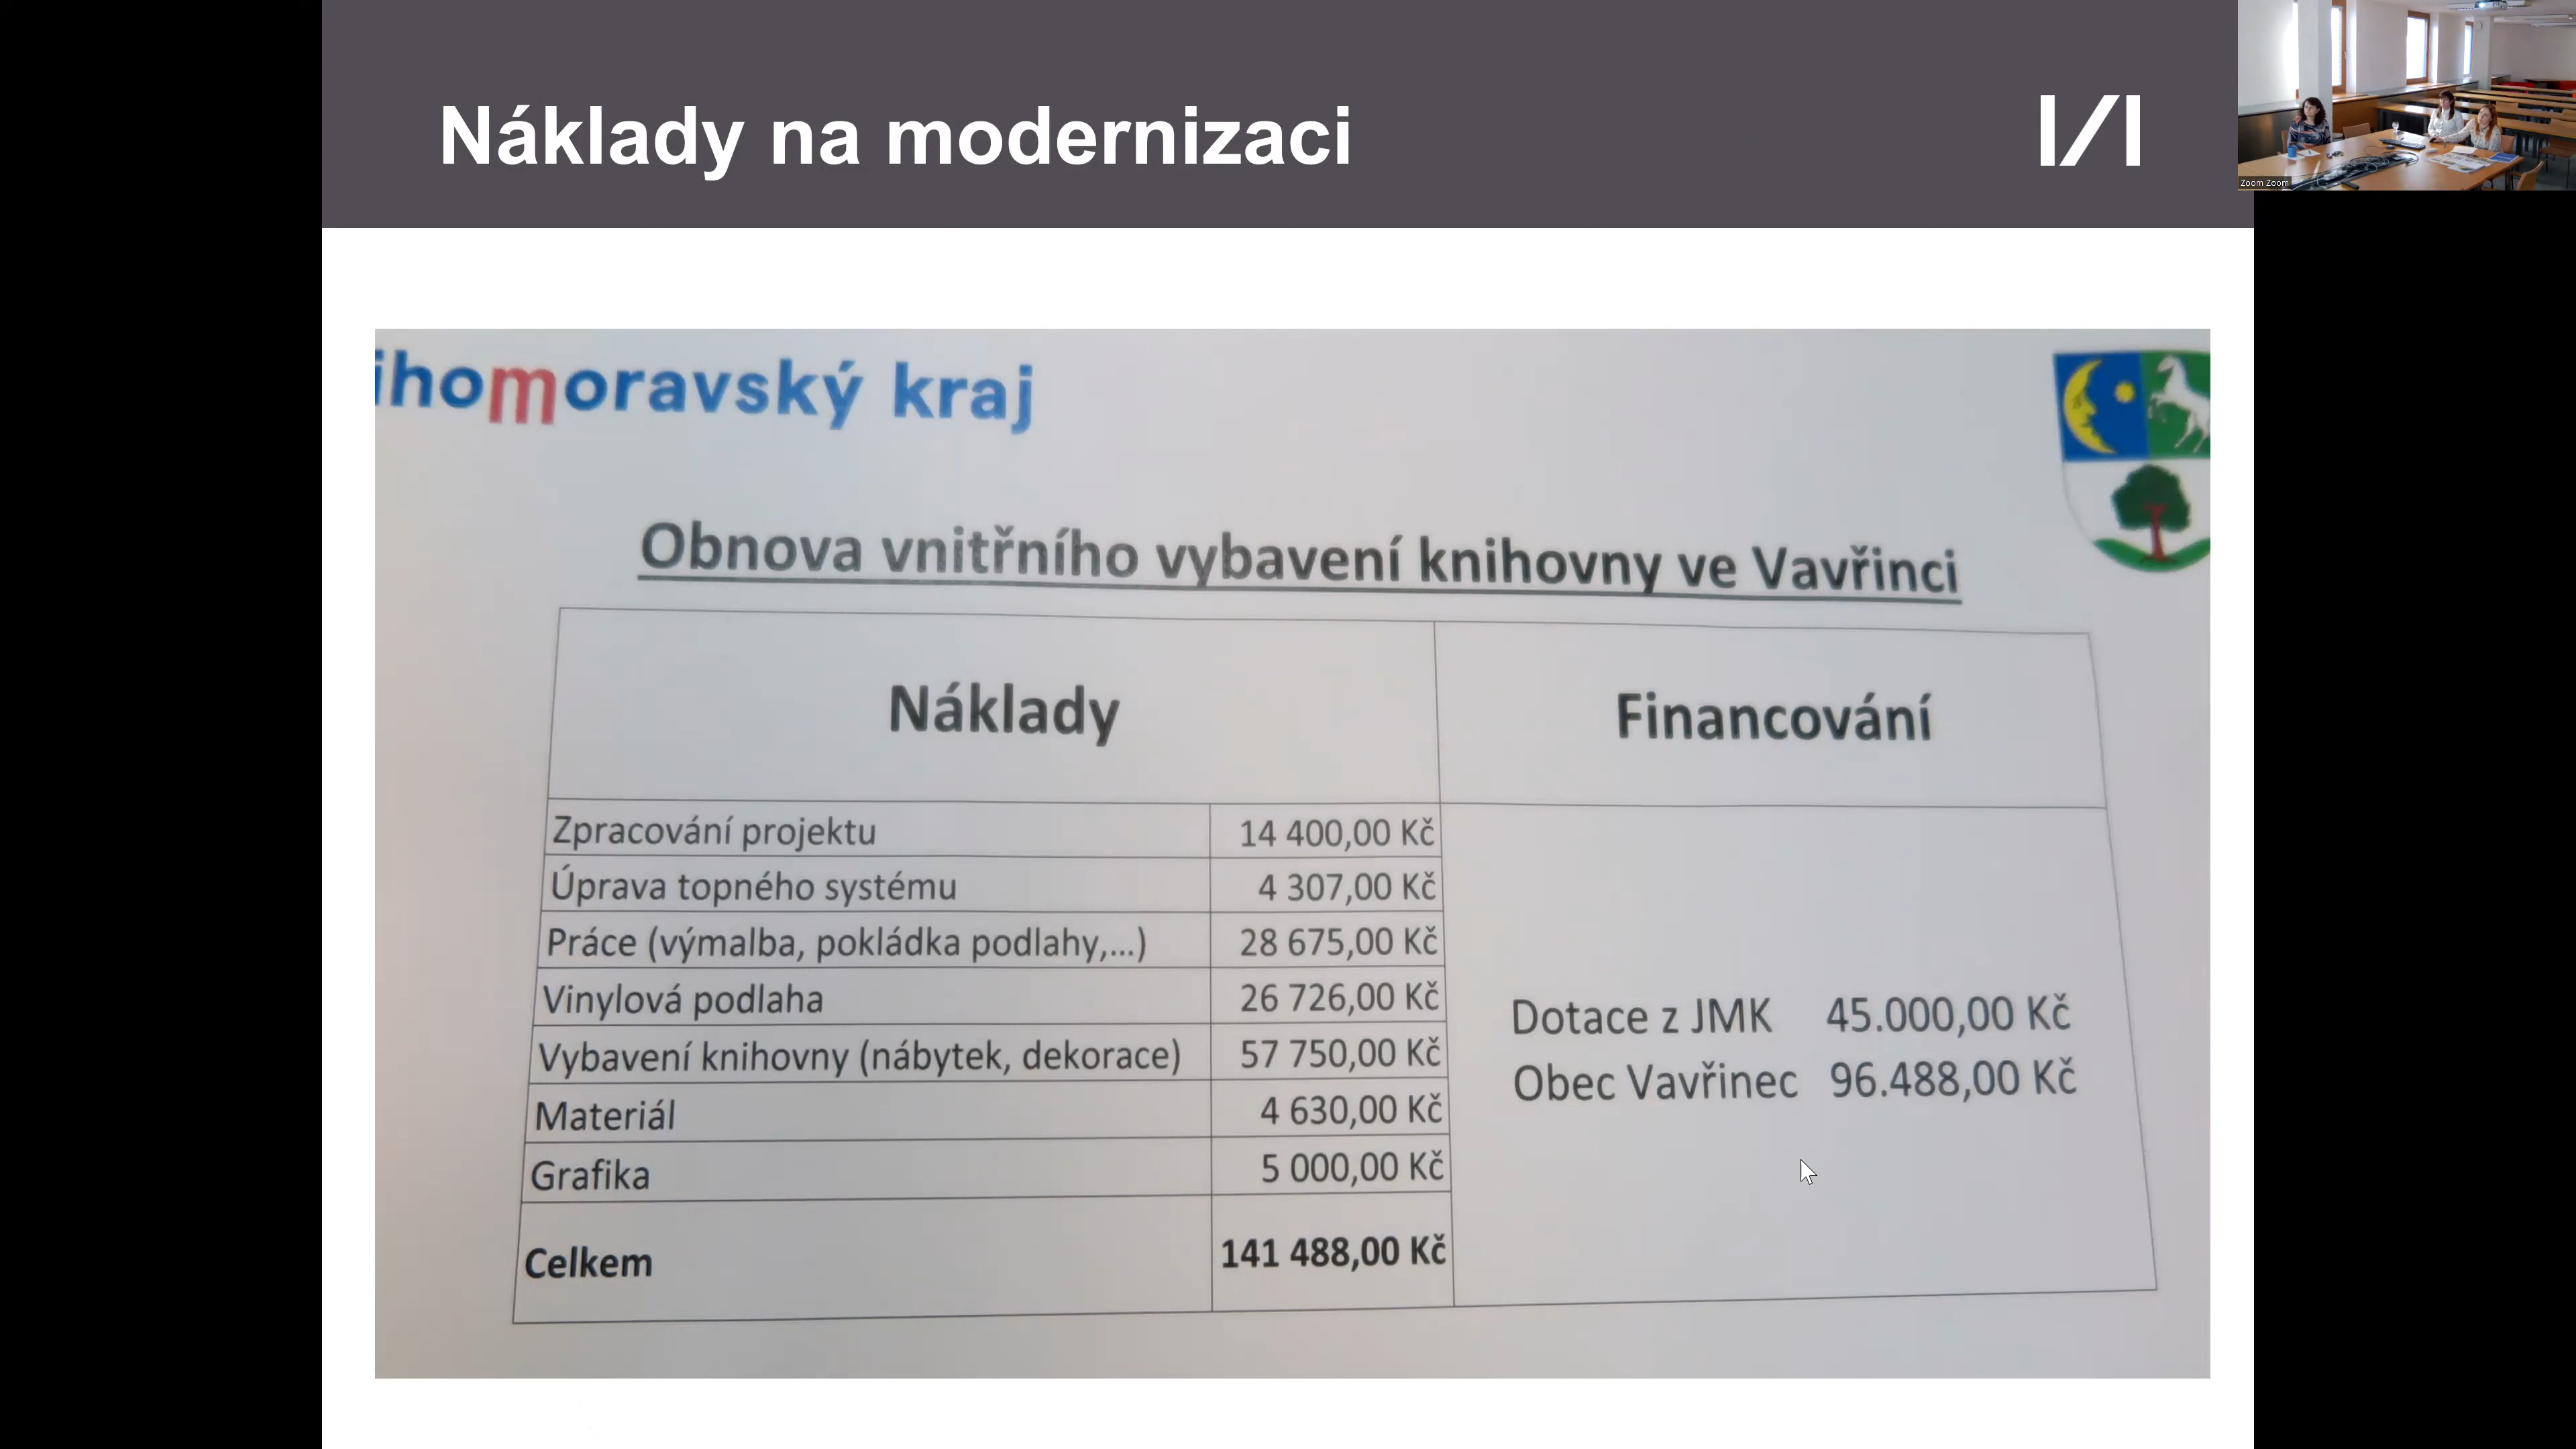 Náklady na modernizaci
Zoom Zoom
ihomoravský kraj
Obnova vnitřního vybavení knihovny ve Vavřinci
Náklady Financování
Zpracování projektu 14 400,00 Kč
Úprava topného systému 4 307,00 Kč
Práce (výmalba, pokládka podlahy,...) 28 675,00 Kč
Vinylová podlaha 26 726,00 Kč
Vybavení knihovny (nábytek, dekorace) 57 750,00 Kč
Materiál 4 630,00 Kč
Grafika 5 000,00 Kč
Celkem 141 488,00 Kč
Dotace z JMK 45.000,00 Kč
Obec Vavřinec 96.488,00 Kč